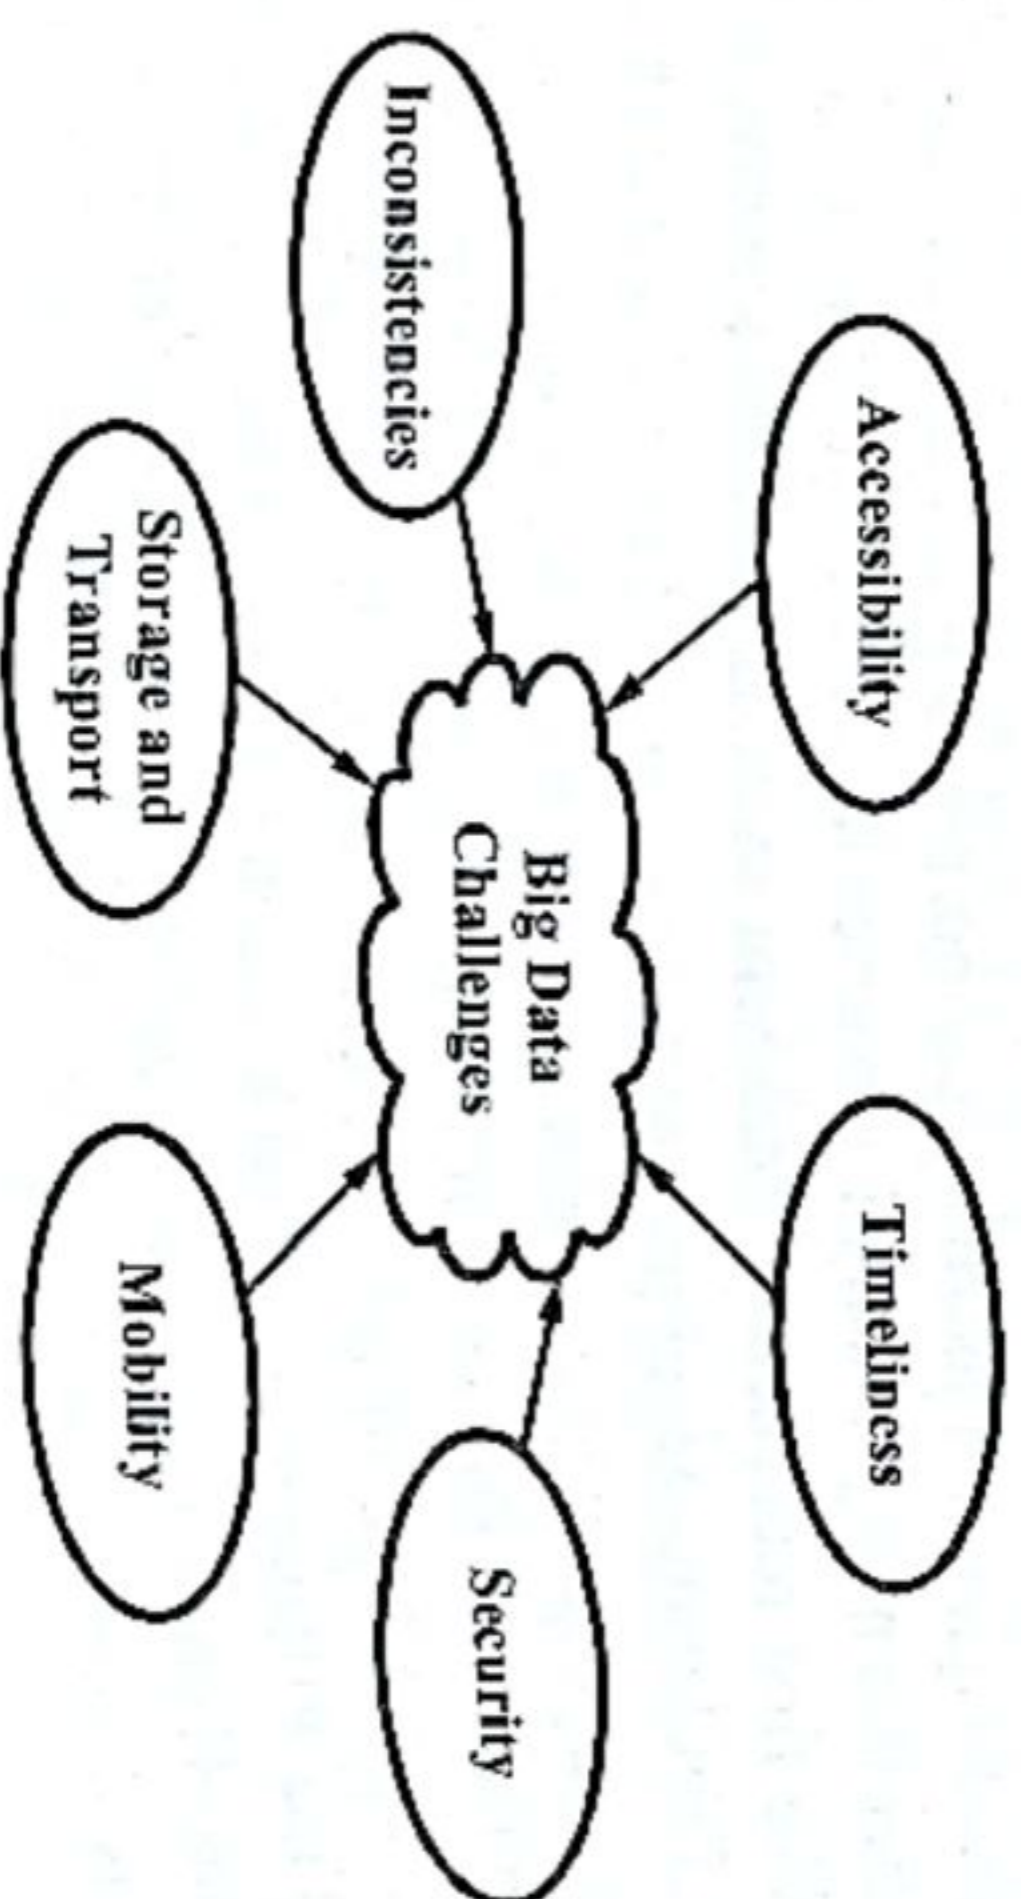 Accessibility
Timeliness
Inconsistencies
Big Data
Challenges
Security
Storage and
Transport
Mobility